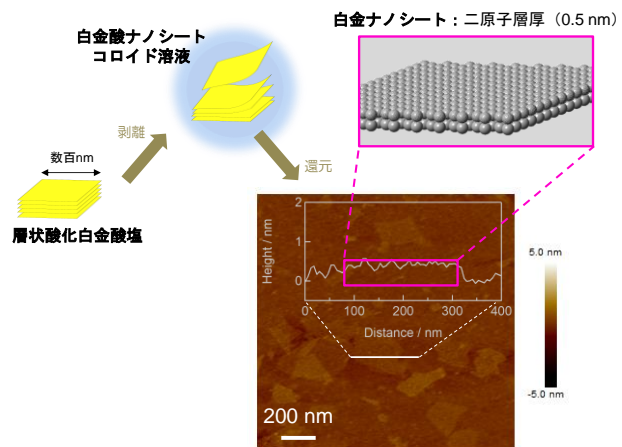 白金酸ナノシート
コロイド溶液
白金ナノシート：二原子層厚（0.5 nm）
剥離
還元
数百nm
層状酸化白金酸塩
2
1
0
Height / nm
0
100
200
300
400
Distance / nm
5.0 nm
-5.0 nm
200 nm